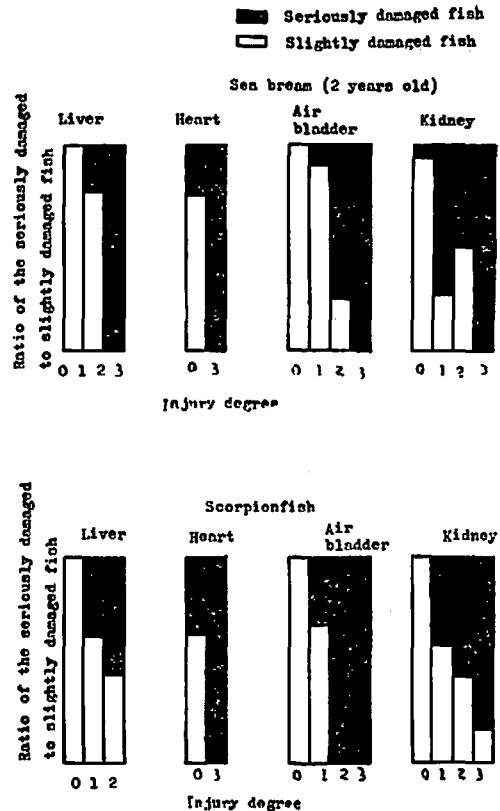 Seriously damaged fish
Slightly damaged fish
Sea bream (2 years old)
Liver
Heart
Air
bladder
Kidney
Ratio of the seriously damaged
to slightly damaged fish
0 1 2 3
0 3
0 1 2 3
0 1 2 3
Injury degree
Scorpionfish
Liver
Heart
Air
bladder
Kidney
Ratio of the seriously damaged
to slightly damaged fish
0 1 2
0 3
0 1 2 3
0 1 2 3
Injury degree